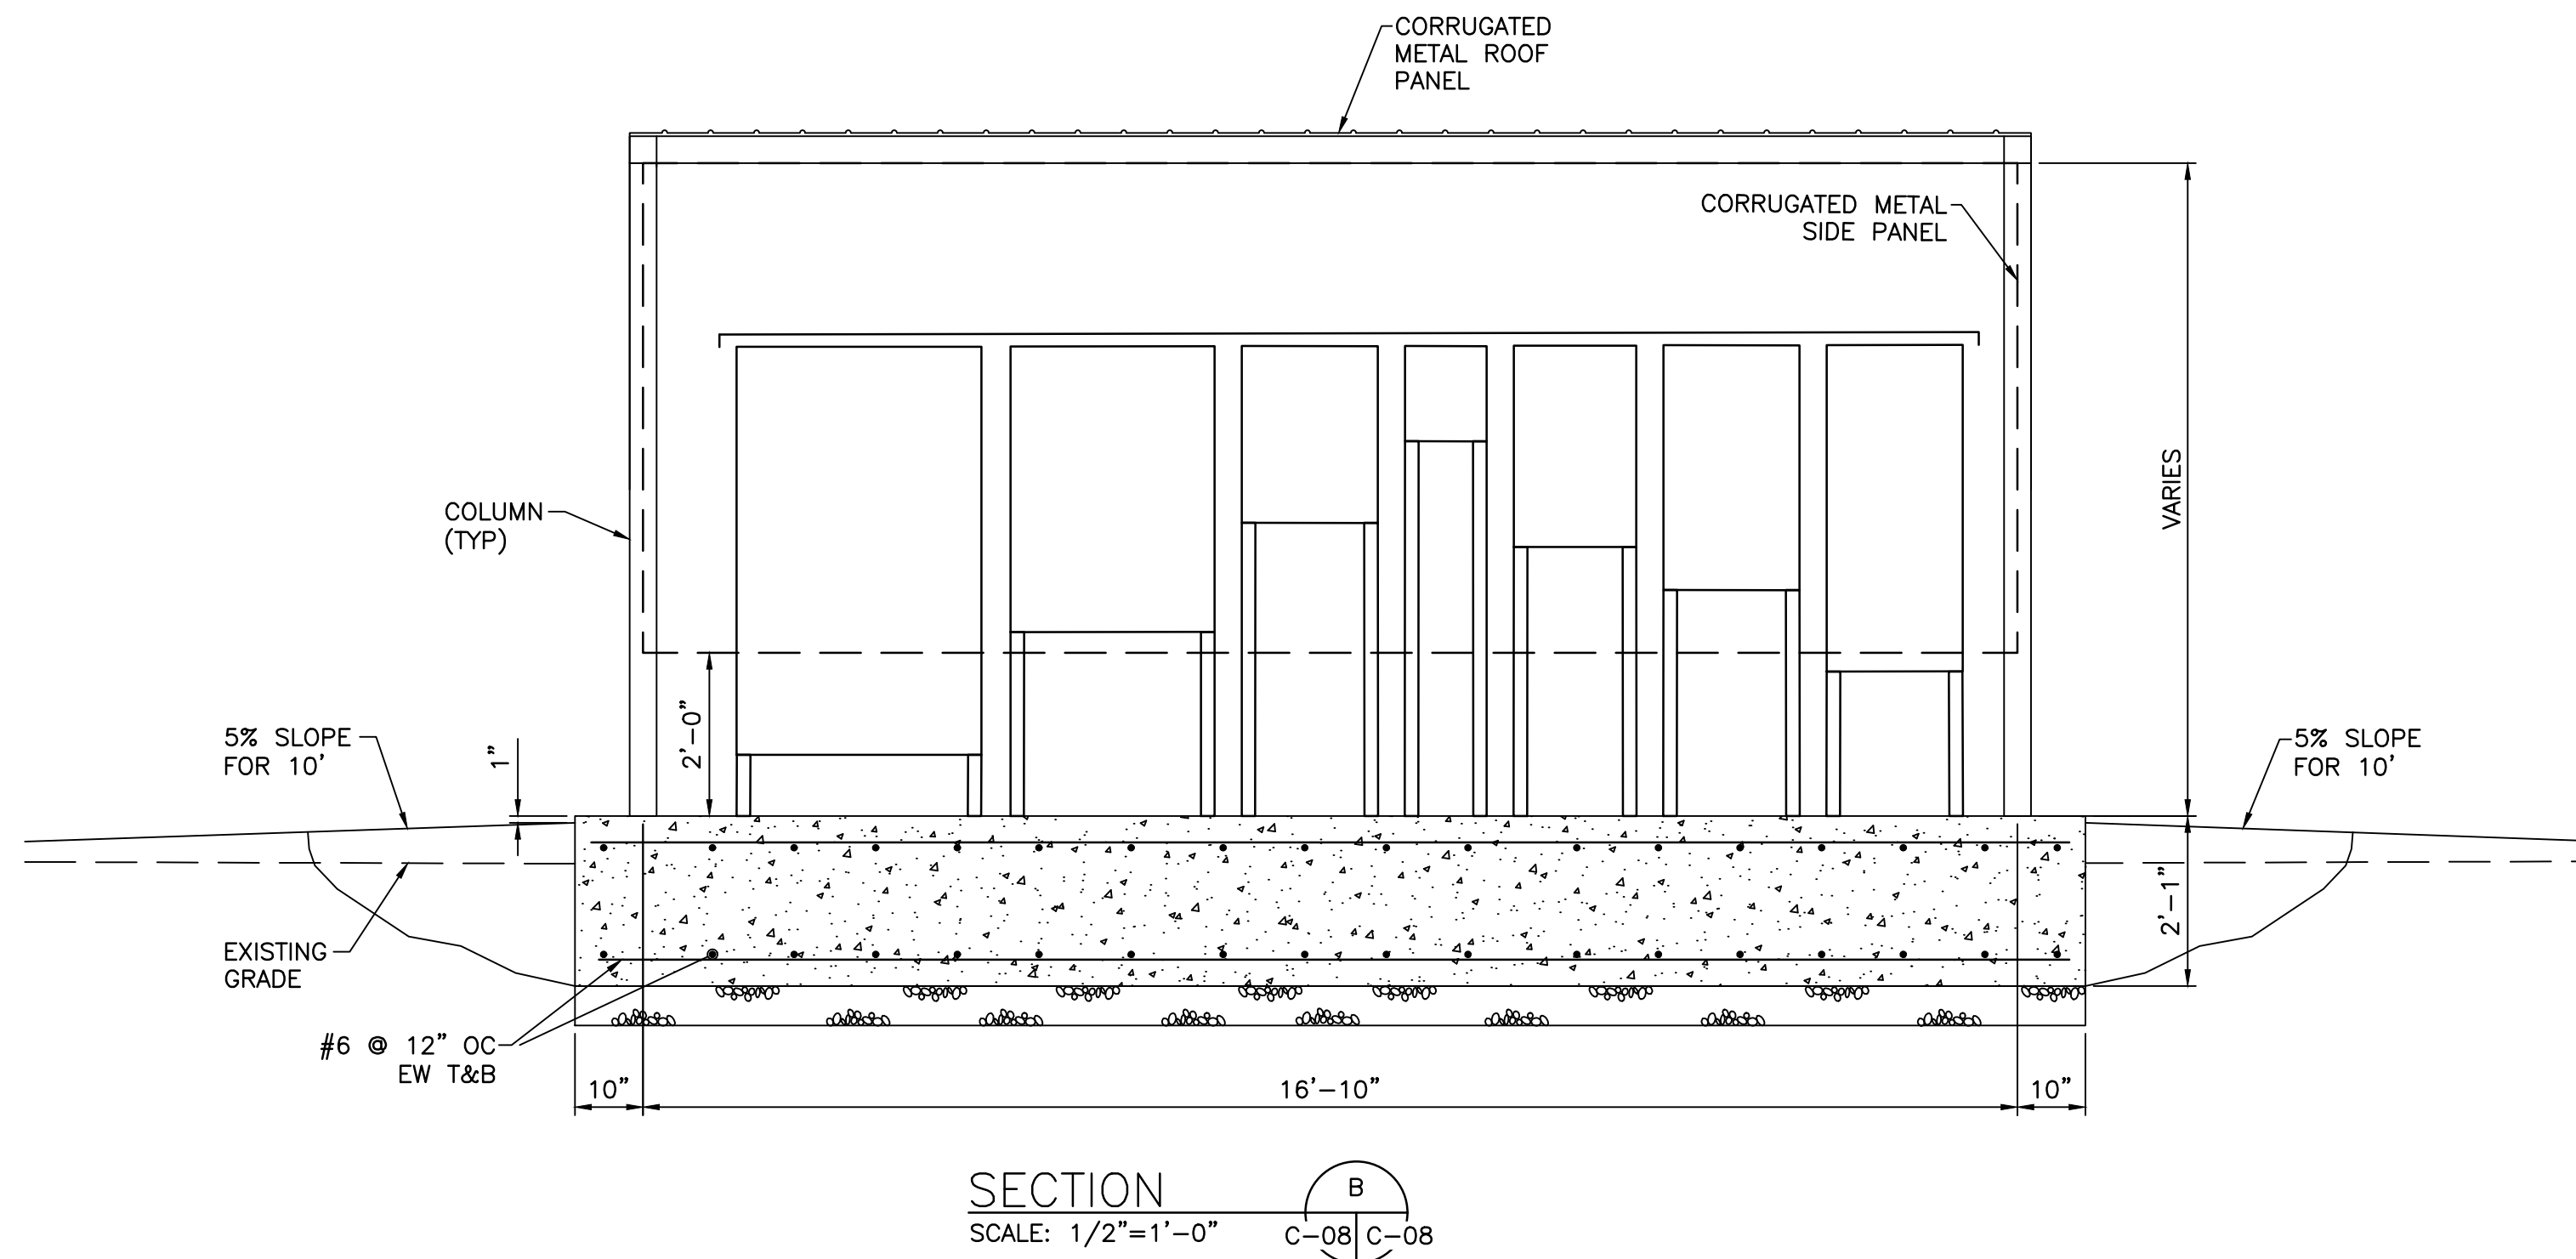 CORRUGATED
METAL ROOF
PANEL
CORRUGATED METAL
SIDE PANEL
COLUMN
(TYP)
VARIES
2'-0"
1"
5% SLOPE
FOR 10'
5% SLOPE
FOR 10'
2'-1"
EXISTING
GRADE
#6 @ 12" OC
EW T&B
10"
16'-10"
10"
SECTION
SCALE: 1/2"=1'-0"
B
C-08 C-08